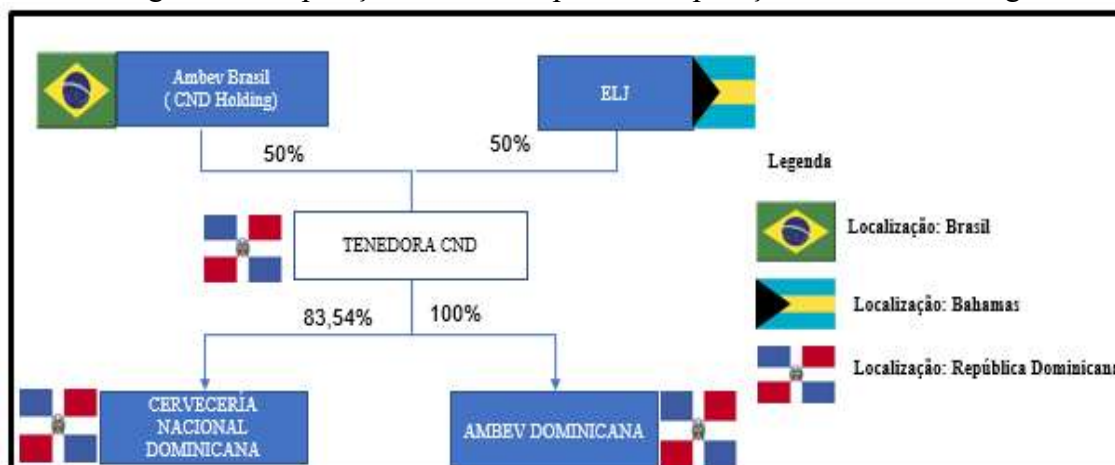 Ambev Brasil
( CND Holding)
ELJ
50%
50%
Legenda
Localização: Brasil
TENEDORA CND
Localização: Bahamas
83,54%
100%
Localização: República Dominicana
CERVECERÍA
NACIONAL
DOMINICANA
AMBEV DOMINICANA